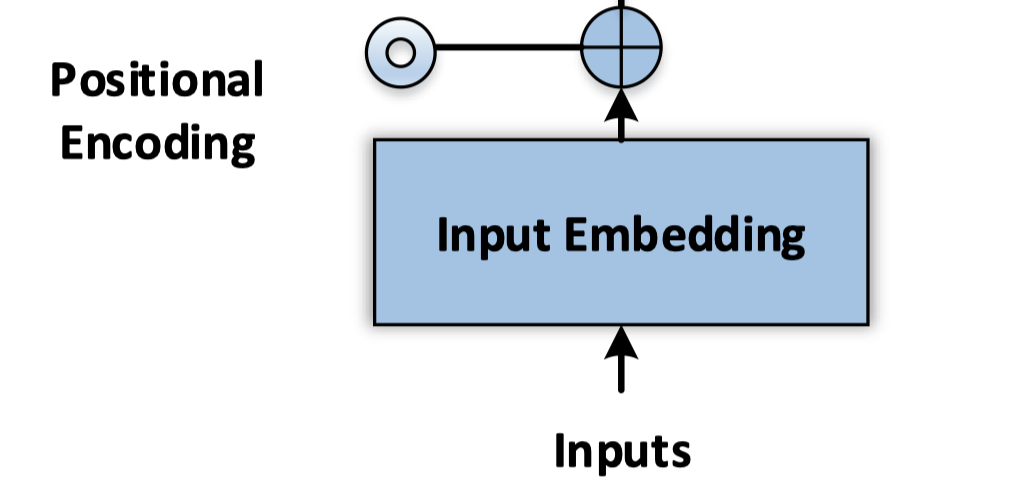 Positional
Encoding
Input Embedding
Inputs